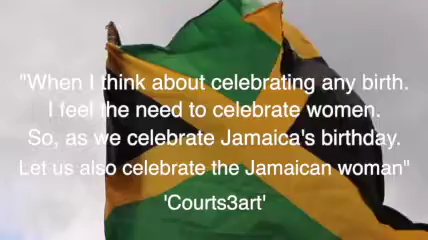 "When I think about celebrating any birth.
I feel the need to celebrate women.
So, as we celebrate Jamaica's birthday.
Let us also celebrate the Jamaican woman"
'Courts3art'